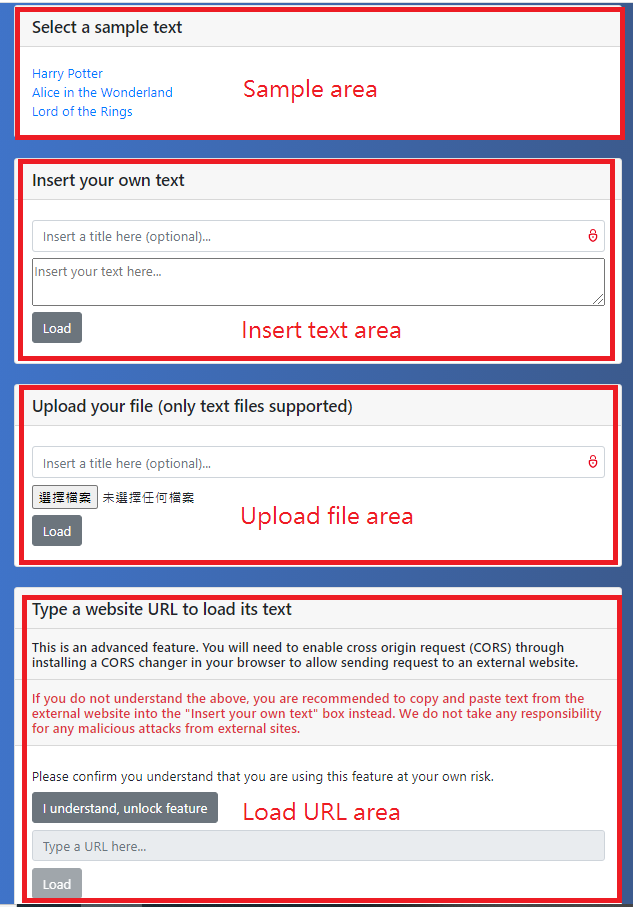 Select a sample text
Harry Potter
Alice in the Wonderland
Sample area
Lord of the Rings
Insert your own text
Insert a title here (optional)...
Insert your text here...
Load
Insert text area
Upload your file (only text files supported)
Insert a title here (optional)...
選擇檔案 未選擇任何檔案
Upload file area
Load
Type a website URL to load its text
This is an advanced feature. You will need to enable cross origin request (CORS) through
installing a CORS changer in your browser to allow sending request to an external website.
If you do not understand the above, you are recommended to copy and paste text from the
external website into the "Insert your own text" box instead. We do not take any responsibility
for any malicious attacks from external sites.
Please confirm you understand that you are using this feature at your own risk.
I understand, unlock feature
Load URL area
Type a URL here...
Load